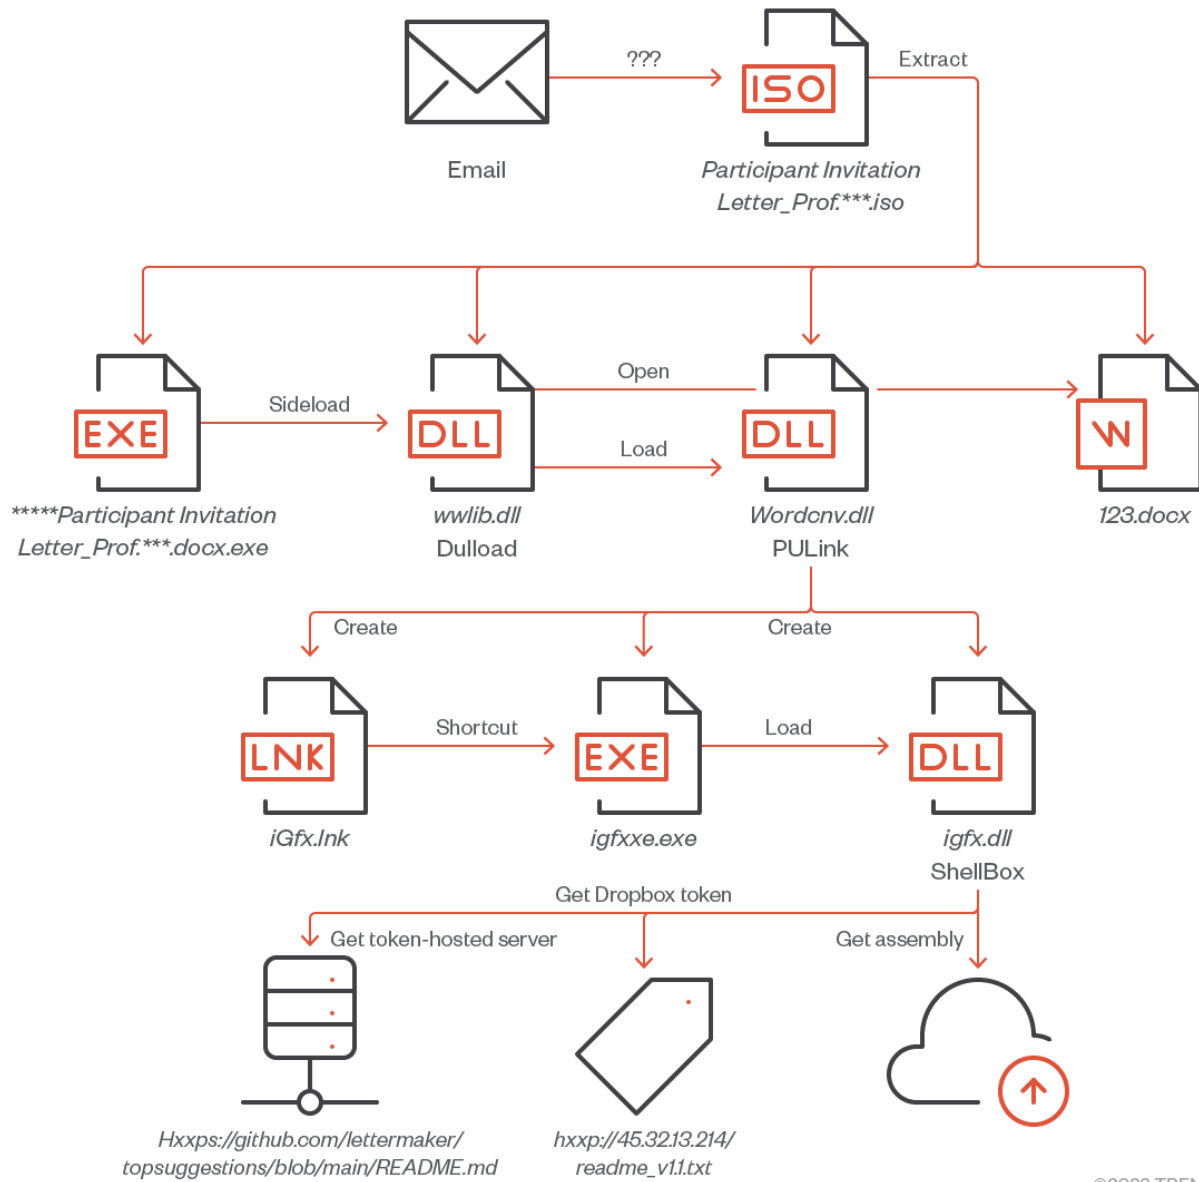 ???
Extract
ISO
Email
Participant Invitation
Letter_Prof.***.iso
Open
Sideload
Load
EXE
DLL
DLL
W
*****Participant Invitation
Letter_Prof.***.docx.exe
wwlib.dll
Dulload
Wordcnv.dll
PULink
123.docx
Create
Create
Shortcut
Load
LNK
EXE
DLL
iGfx.lnk
igfxxe.exe
igfx.dll
ShellBox
Get Dropbox token
Get token-hosted server
Get assembly
Hxxps://github.com/lettermaker/
topsuggestions/blob/main/README.md
hxxp://45.32.13.214/
readme_v1.1.txt